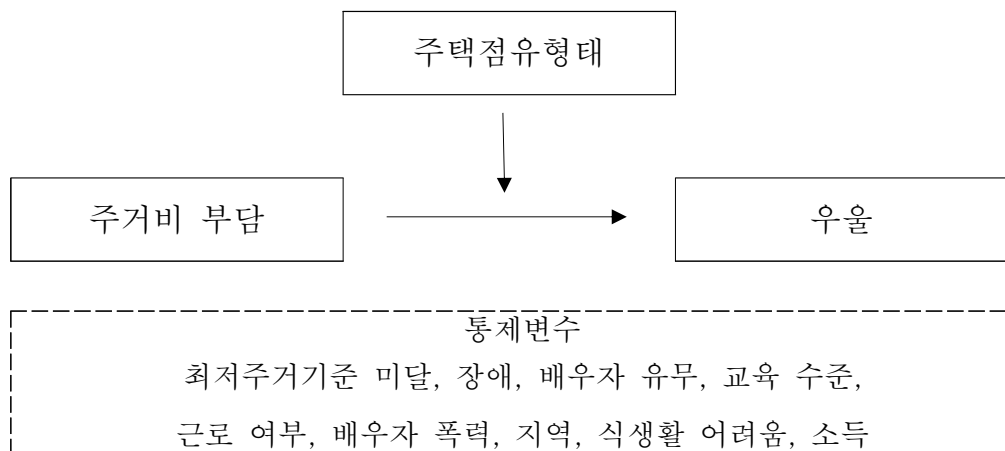 주택점유형태
주거비 부담
우울
통제변수
최저주거기준 미달, 장애, 배우자 유무, 교육 수준,
근로 여부, 배우자 폭력, 지역, 식생활 어려움, 소득